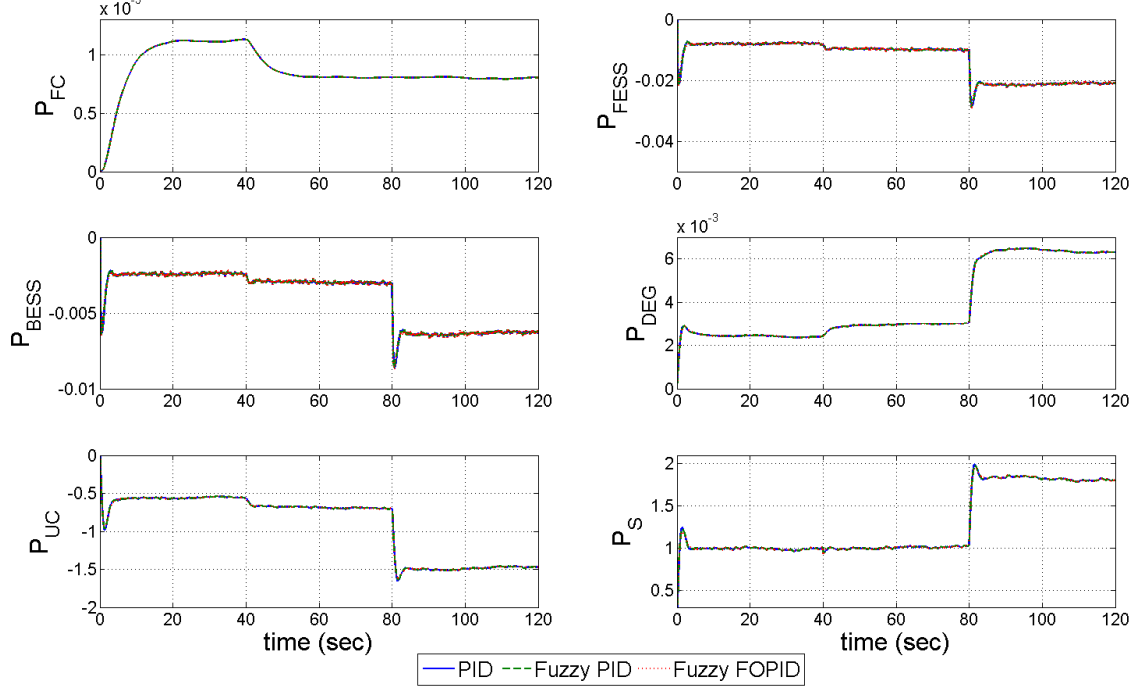 x 10⁻³
1
0.5
0
P_FC
0 20 40 60 80 100 120
0
-0.02
-0.04
P_FESS
0 20 40 60 80 100 120
0
-0.005
-0.01
P_BESS
0 20 40 60 80 100 120
x 10⁻³
6
4
2
0
P_DEG
0 20 40 60 80 100 120
0
-0.5
-1
-1.5
-2
P_UC
0 20 40 60 80 100 120
time (sec)
2
1.5
1
0.5
P_S
0 20 40 60 80 100 120
time (sec)
PID Fuzzy PID Fuzzy FOPID